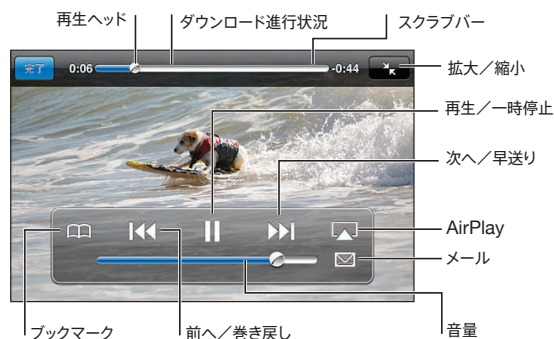 再生ヘッド
ダウンロード進行状況
スクラブバー
完了
0:06
-0:44
拡大／縮小
再生／一時停止
次へ／早送り
AirPlay
メール
ブックマーク
前へ／巻き戻し
音量